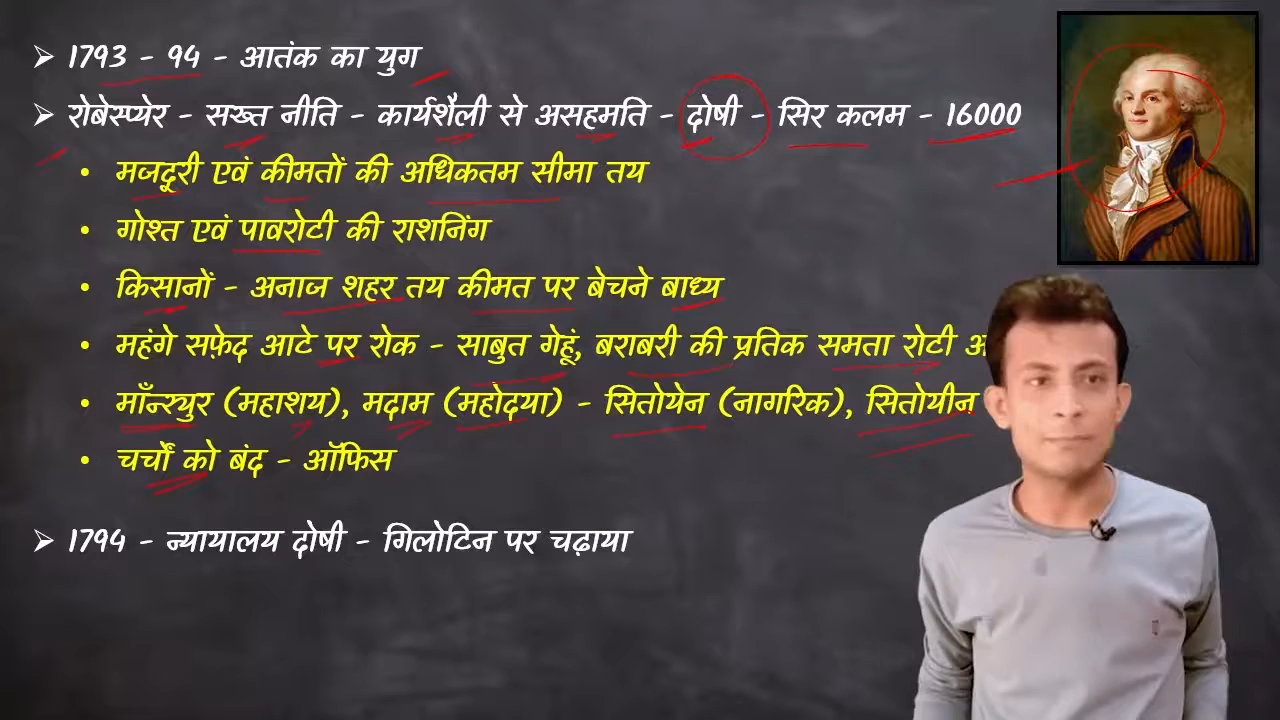 ➢ 1793 - 94 - आतंक का युग
➢ रोबेस्प्येर - सख्त नीति - कार्यशैली से असहमति - दोषी - सिर कलम - 16000
• मजदूरी एवं कीमतों की अधिकतम सीमा तय
• गोश्त एवं पावरोटी की राशनिंग
• किसानों - अनाज शहर तय कीमत पर बेचने बाध्य
• महंगे सफ़ेद आटे पर रोक - साबुत गेहूं, बराबरी की प्रतिक समता रोटी
• माँन्स्युर (महाशय), मदाम (महोदया) - सितोयेन (नागरिक), सितोयीन
• चर्चों को बंद - ऑफिस
➢ 1794 - न्यायालय दोषी - गिलोटिन पर चढ़ाया